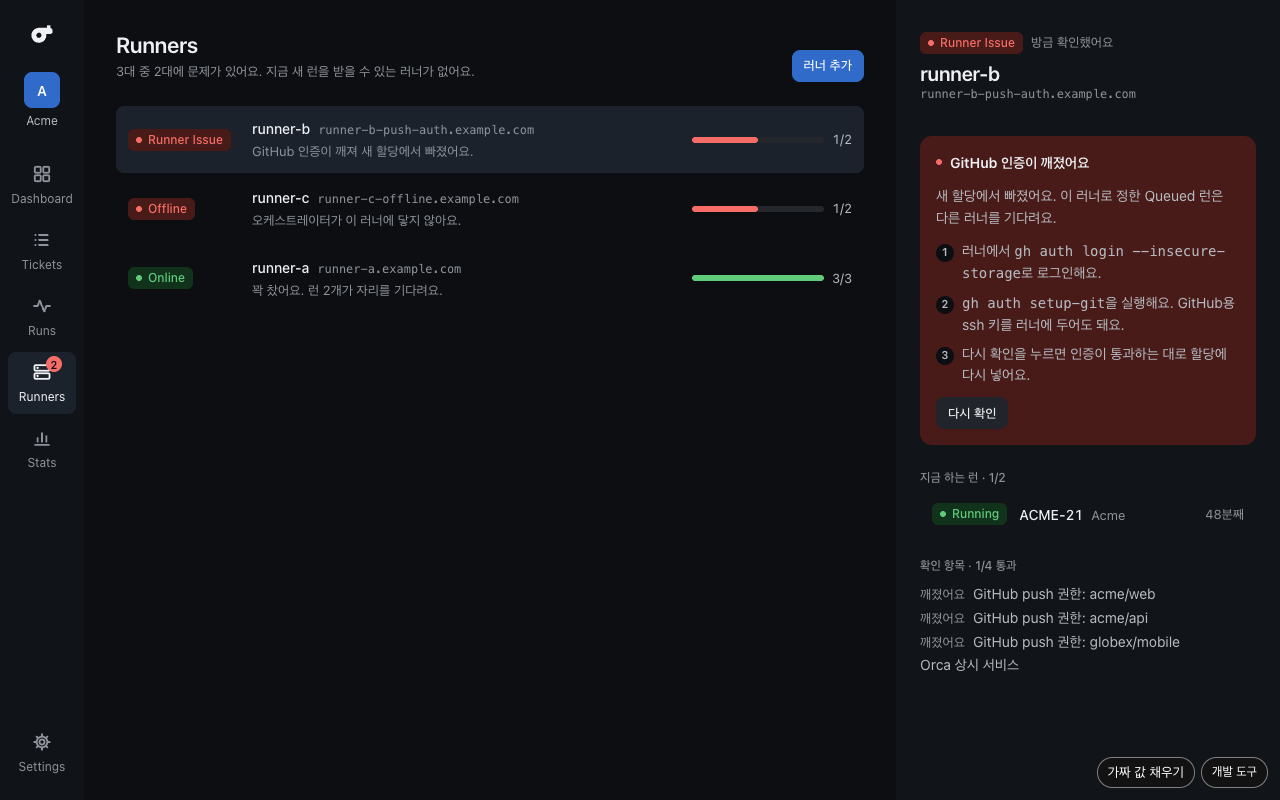 A
Acme
Dashboard
Tickets
Runs
2
Runners
Stats
Settings
Runners
3대 중 2대에 문제가 있어요. 지금 새 런을 받을 수 있는 러너가 없어요.
러너 추가
Runner Issue
runner-b runner-b-push-auth.example.com
GitHub 인증이 깨져 새 할당에서 빠졌어요.
1/2
Offline
runner-c runner-c-offline.example.com
오케스트레이터가 이 러너에 닿지 않아요.
1/2
Online
runner-a runner-a.example.com
꽉 찼어요. 런 2개가 자리를 기다려요.
3/3
Runner Issue 방금 확인했어요
runner-b
runner-b-push-auth.example.com
GitHub 인증이 깨졌어요
새 할당에서 빠졌어요. 이 러너로 정한 Queued 런은
다른 러너를 기다려요.
1 러너에서 gh auth login --insecure-
storage로 로그인해요.
2 gh auth setup-git을 실행해요. GitHub용
ssh 키를 러너에 두어도 돼요.
3 다시 확인을 누르면 인증이 통과하는 대로 할당에
다시 넣어요.
다시 확인
지금 하는 런 · 1/2
Running ACME-21 Acme 48분째
확인 항목 · 1/4 통과
깨졌어요 GitHub push 권한: acme/web
깨졌어요 GitHub push 권한: acme/api
깨졌어요 GitHub push 권한: globex/mobile
Orca 상시 서비스
가짜 값 채우기
개발 도구